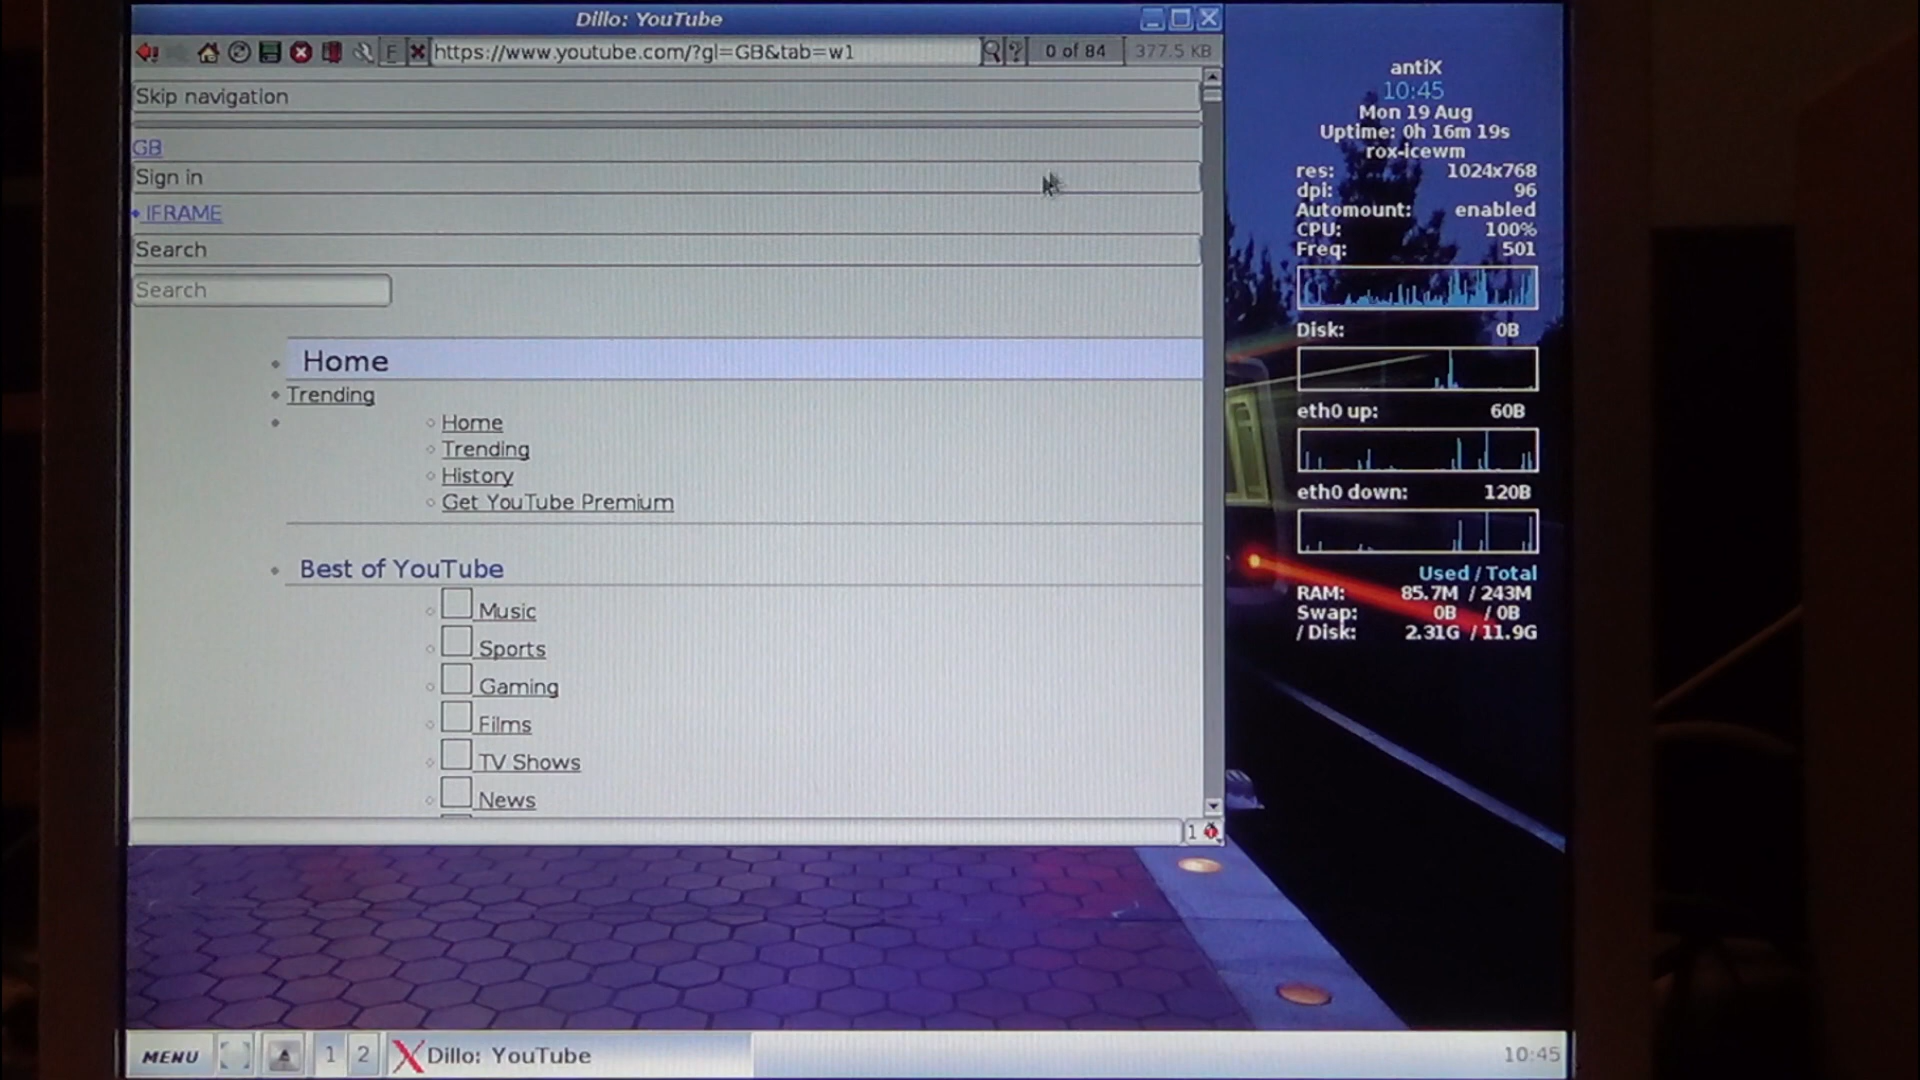 Dillo: YouTube
F https://www.youtube.com/?gl=GB&tab=w1 ? 0 of 84 377.5 KB
Skip navigation
GB
Sign in
IFRAME
Search
Search
Home
Trending
Home
Trending
History
Get YouTube Premium
Best of YouTube
Music
Sports
Gaming
Films
TV Shows
News
1
antiX
10:45
Mon 19 Aug
Uptime: 0h 16m 19s
rox-icewm
res: 1024x768
dpi: 96
Automount: enabled
CPU: 100%
Freq: 501
Disk: 0B
eth0 up: 60B
eth0 down: 120B
Used / Total
RAM: 85.7M / 243M
Swap: 0B / 0B
/ Disk: 2.31G / 11.9G
MENU 1 2 Dillo: YouTube 10:45